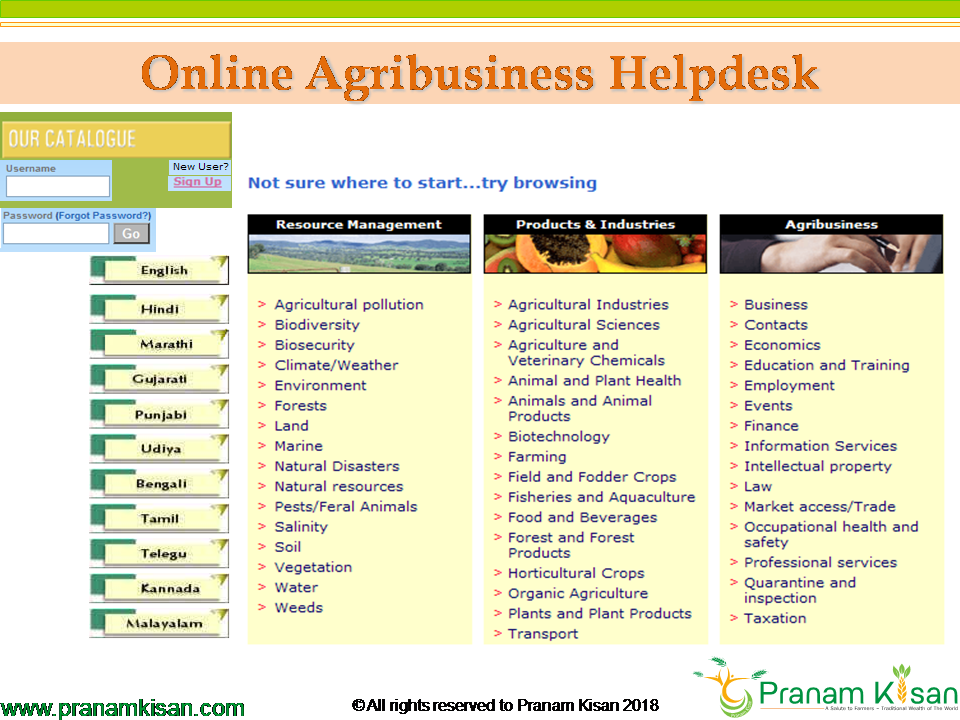 Online Agribusiness Helpdesk
OUR CATALOGUE
Username
New User?
Sign Up
Password (Forgot Password?)
Go
English
Hindi
Marathi
Gujarati
Punjabi
Udiya
Bengali
Tamil
Telegu
Kannada
Malayalam
Not sure where to start...try browsing
Resource Management
> Agricultural pollution
> Biodiversity
> Biosecurity
> Climate/Weather
> Environment
> Forests
> Land
> Marine
> Natural Disasters
> Natural resources
> Pests/Feral Animals
> Salinity
> Soil
> Vegetation
> Water
> Weeds
Products & Industries
> Agricultural Industries
> Agricultural Sciences
> Agriculture and
Veterinary Chemicals
> Animal and Plant Health
> Animals and Animal
Products
> Biotechnology
> Farming
> Field and Fodder Crops
> Fisheries and Aquaculture
> Food and Beverages
> Forest and Forest
Products
> Horticultural Crops
> Organic Agriculture
> Plants and Plant Products
> Transport
Agribusiness
> Business
> Contacts
> Economics
> Education and Training
> Employment
> Events
> Finance
> Information Services
> Intellectual property
> Law
> Market access/Trade
> Occupational health and
safety
> Professional services
> Quarantine and
inspection
> Taxation
www.pranamkisan.com
©All rights reserved to Pranam Kisan 2018
Pranam Kisan
A Salute to Farmers - Traditional Wealth of The World